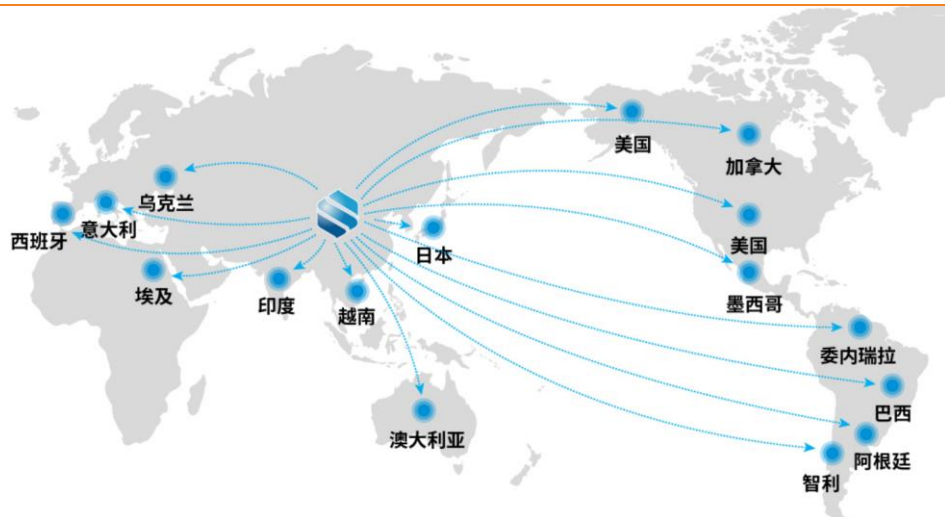 美国
加拿大
乌克兰
西班牙
意大利
日本
美国
埃及
印度
越南
墨西哥
委内瑞拉
巴西
澳大利亚
阿根廷
智利